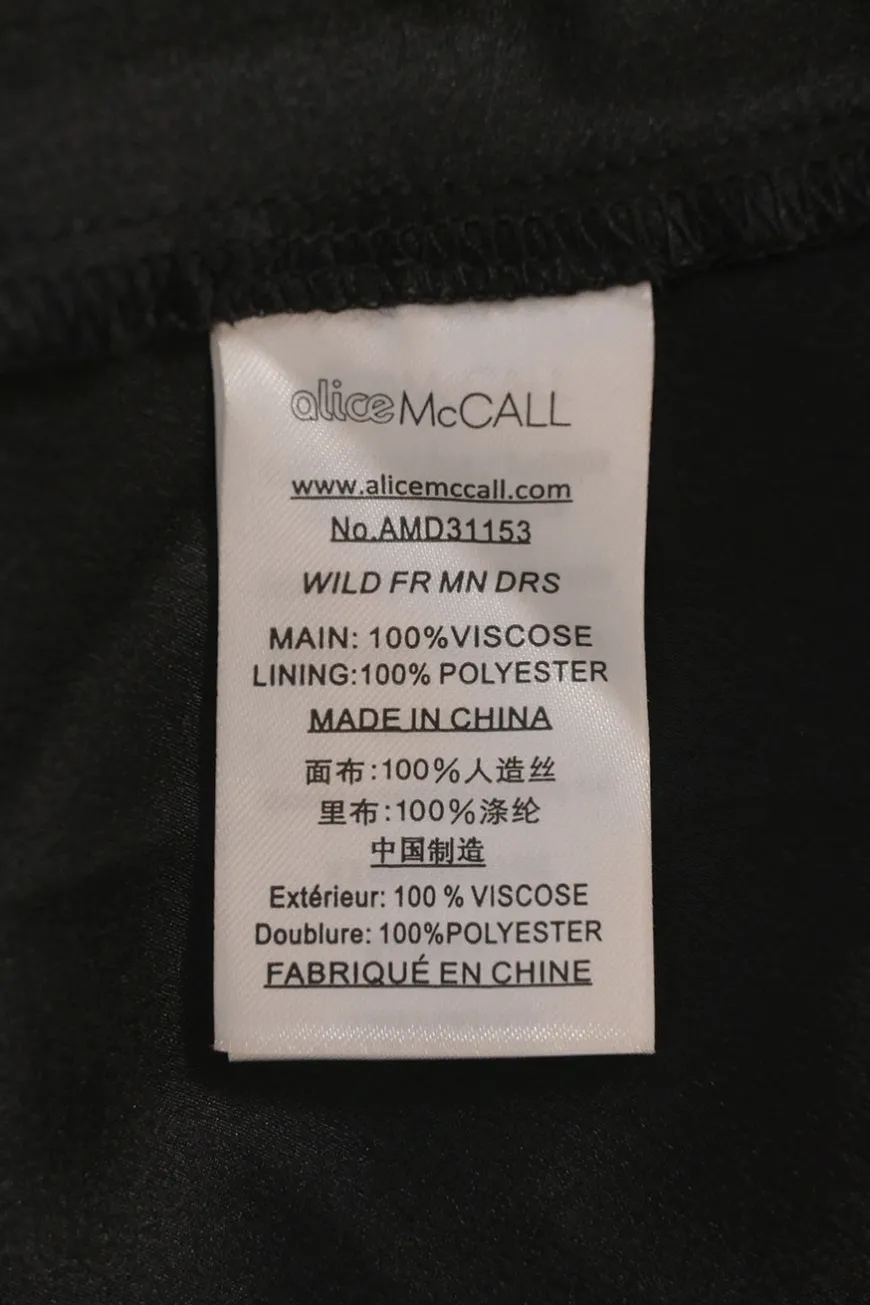 alice McCALL
www.alicemccall.com
No.AMD31153
WILD FR MN DRS
MAIN: 100%VISCOSE
LINING:100% POLYESTER
MADE IN CHINA
面布:100%人造丝
里布:100%涤纶
中国制造
Extérieur: 100 % VISCOSE
Doublure: 100%POLYESTER
FABRIQUÉ EN CHINE